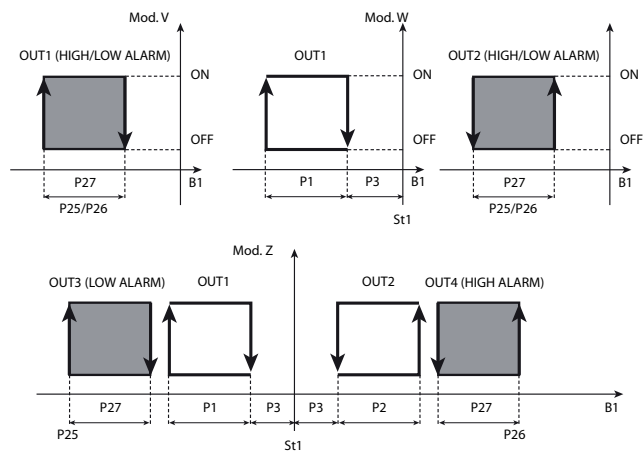 Mod. V
Mod. W
OUT1 (HIGH/LOW ALARM)
OUT1
OUT2 (HIGH/LOW ALARM)
ON
ON
ON
OFF
OFF
OFF
P27
B1
P1
P3
B1
P27
B1
P25/P26
St1
P25/P26
Mod. Z
OUT3 (LOW ALARM)
OUT1
OUT2
OUT4 (HIGH ALARM)
P27
P1
P3
P3
P2
P27
B1
P25
St1
P26